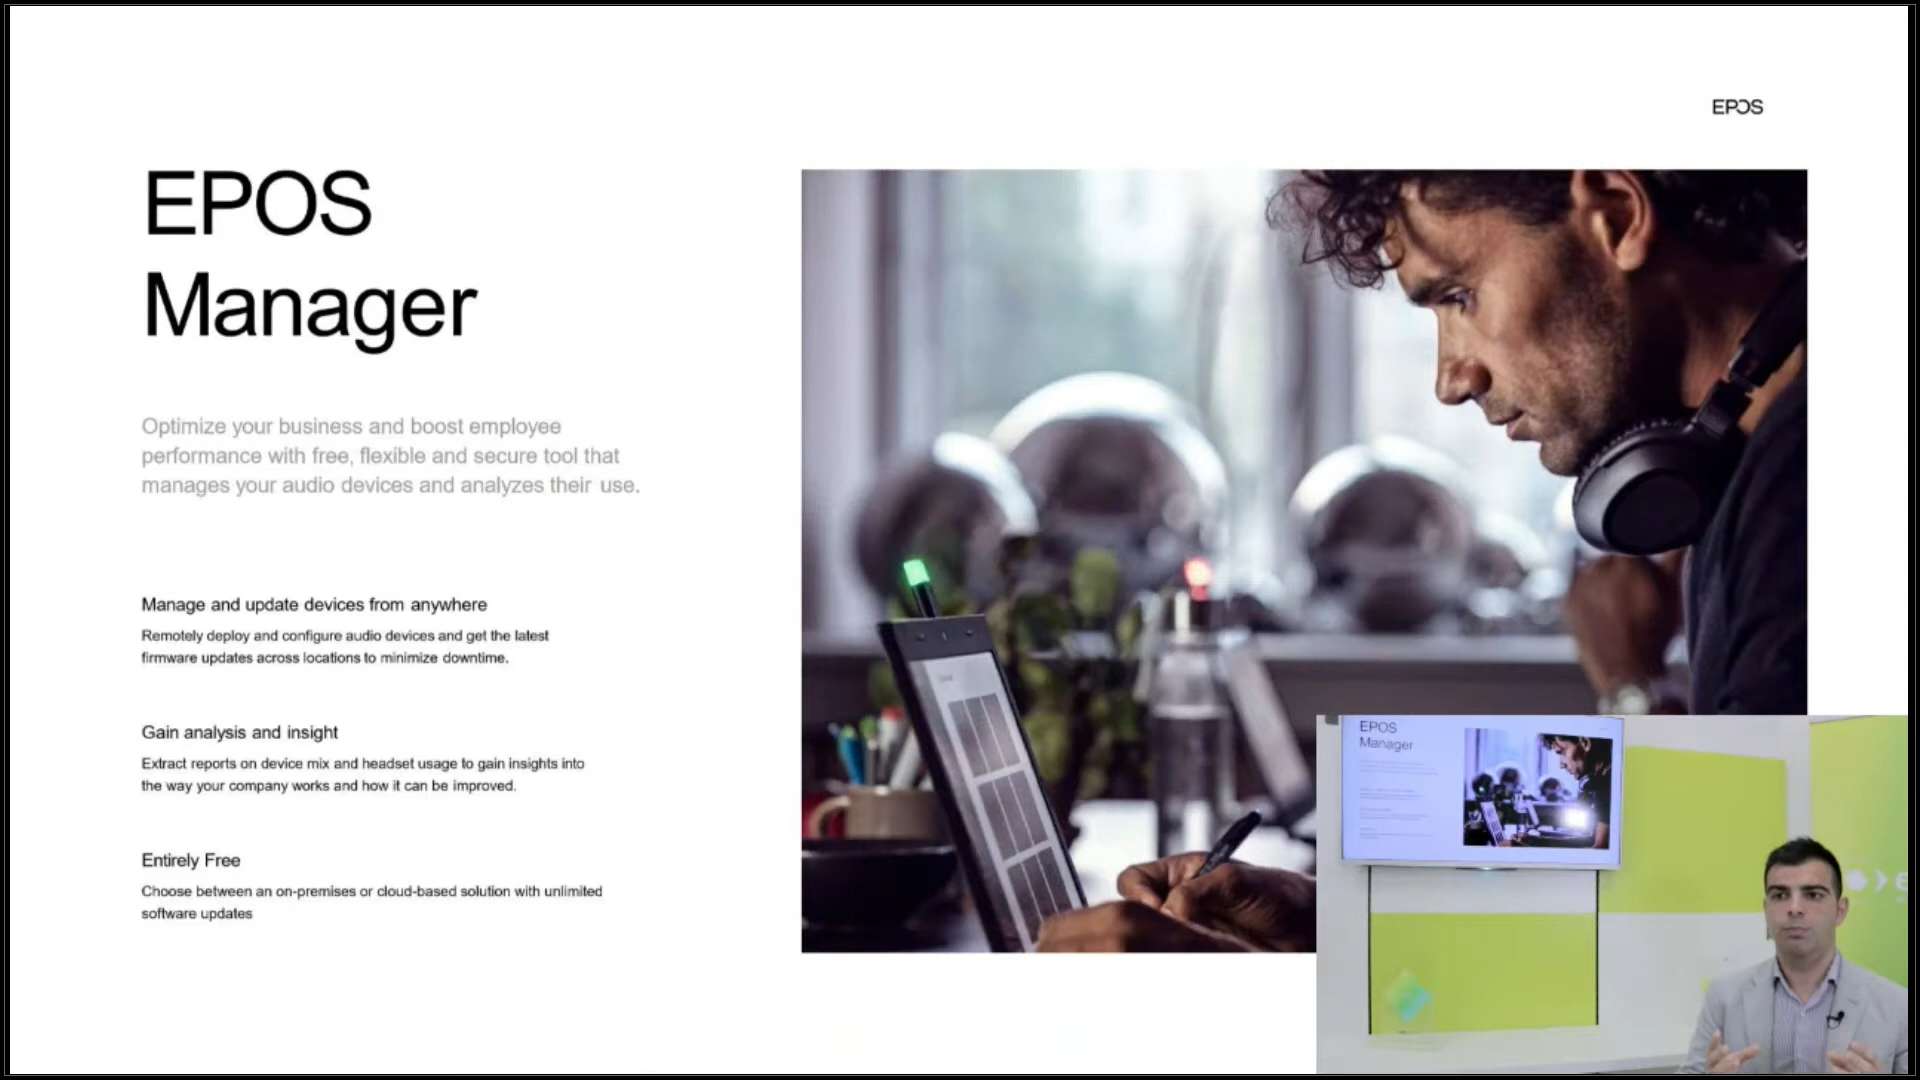 EPOS
EPOS
Manager
Optimize your business and boost employee
performance with free, flexible and secure tool that
manages your audio devices and analyzes their use.
Manage and update devices from anywhere
Remotely deploy and configure audio devices and get the latest
firmware updates across locations to minimize downtime.
Gain analysis and insight
Extract reports on device mix and headset usage to gain insights into
the way your company works and how it can be improved.
Entirely Free
Choose between an on-premises or cloud-based solution with unlimited
software updates
EPOS
Manager